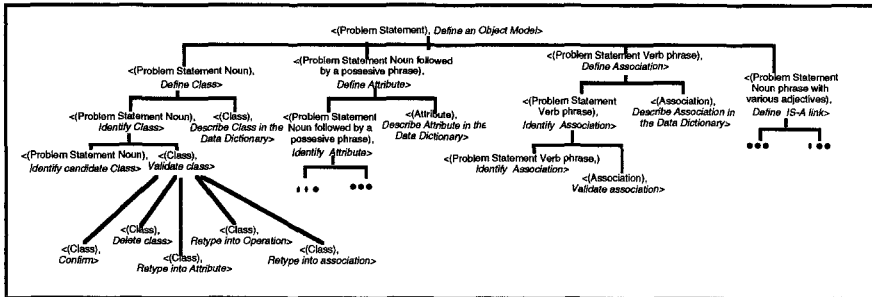 <(Problem Statement), Define an Object Model>
<(Problem Statement Noun),
Define Class>
<(Problem Statement Noun followed
by a possesive phrase),
Define Attribute>
<(Problem Statement Verb phrase),
Define Association>
<(Problem Statement
Noun phrase with
various adjectives),
Define IS-A link>
<(Problem Statement Noun),
Identify Class>
<(Class),
Describe Class in the
Data Dictionary>
<(Problem Statement
Noun followed by a
possesive phrase),
Identify Attribute>
<(Attribute),
Describe Attribute in the
Data Dictionary>
<(Problem Statement
Verb phrase),
Identify Association>
<(Association),
Describe Association in
the Data Dictionary>
<(Problem Statement Noun),
Identify candidate Class>
<(Class),
Validate class>
<(Problem Statement Verb phrase,)
Identify Association>
<(Association),
Validate association>
<(Class),
Confirm>
<(Class),
Delete class>
<(Class),
Retype into Attribute>
<(Class),
Retype into Operation>
<(Class),
Retype into association>